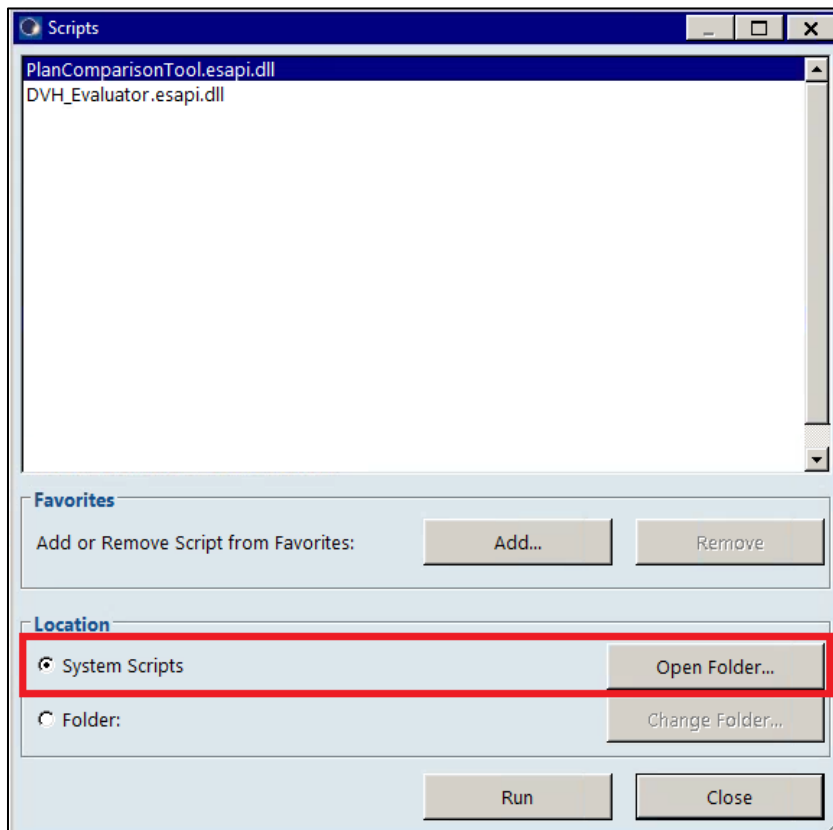 Scripts
PlanComparisonTool.esapi.dll
DVH_Evaluator.esapi.dll
Favorites
Add or Remove Script from Favorites: Add... Remove
Location
System Scripts Open Folder...
Folder: Change Folder...
Run Close